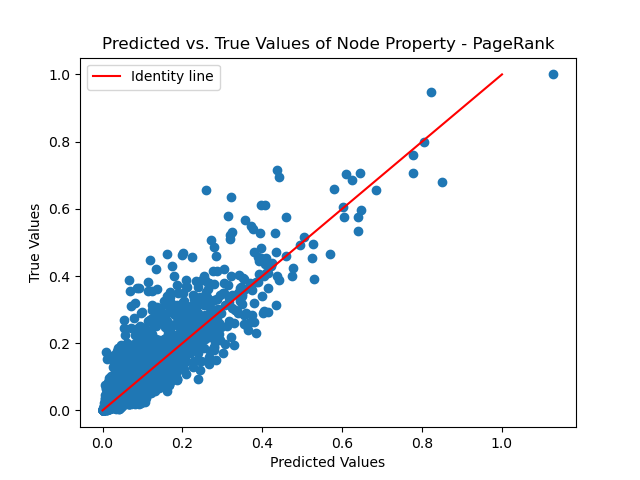 Predicted vs. True Values of Node Property - PageRank
Identity line
True Values
1.0
0.8
0.6
0.4
0.2
0.0
0.0 0.2 0.4 0.6 0.8 1.0
Predicted Values